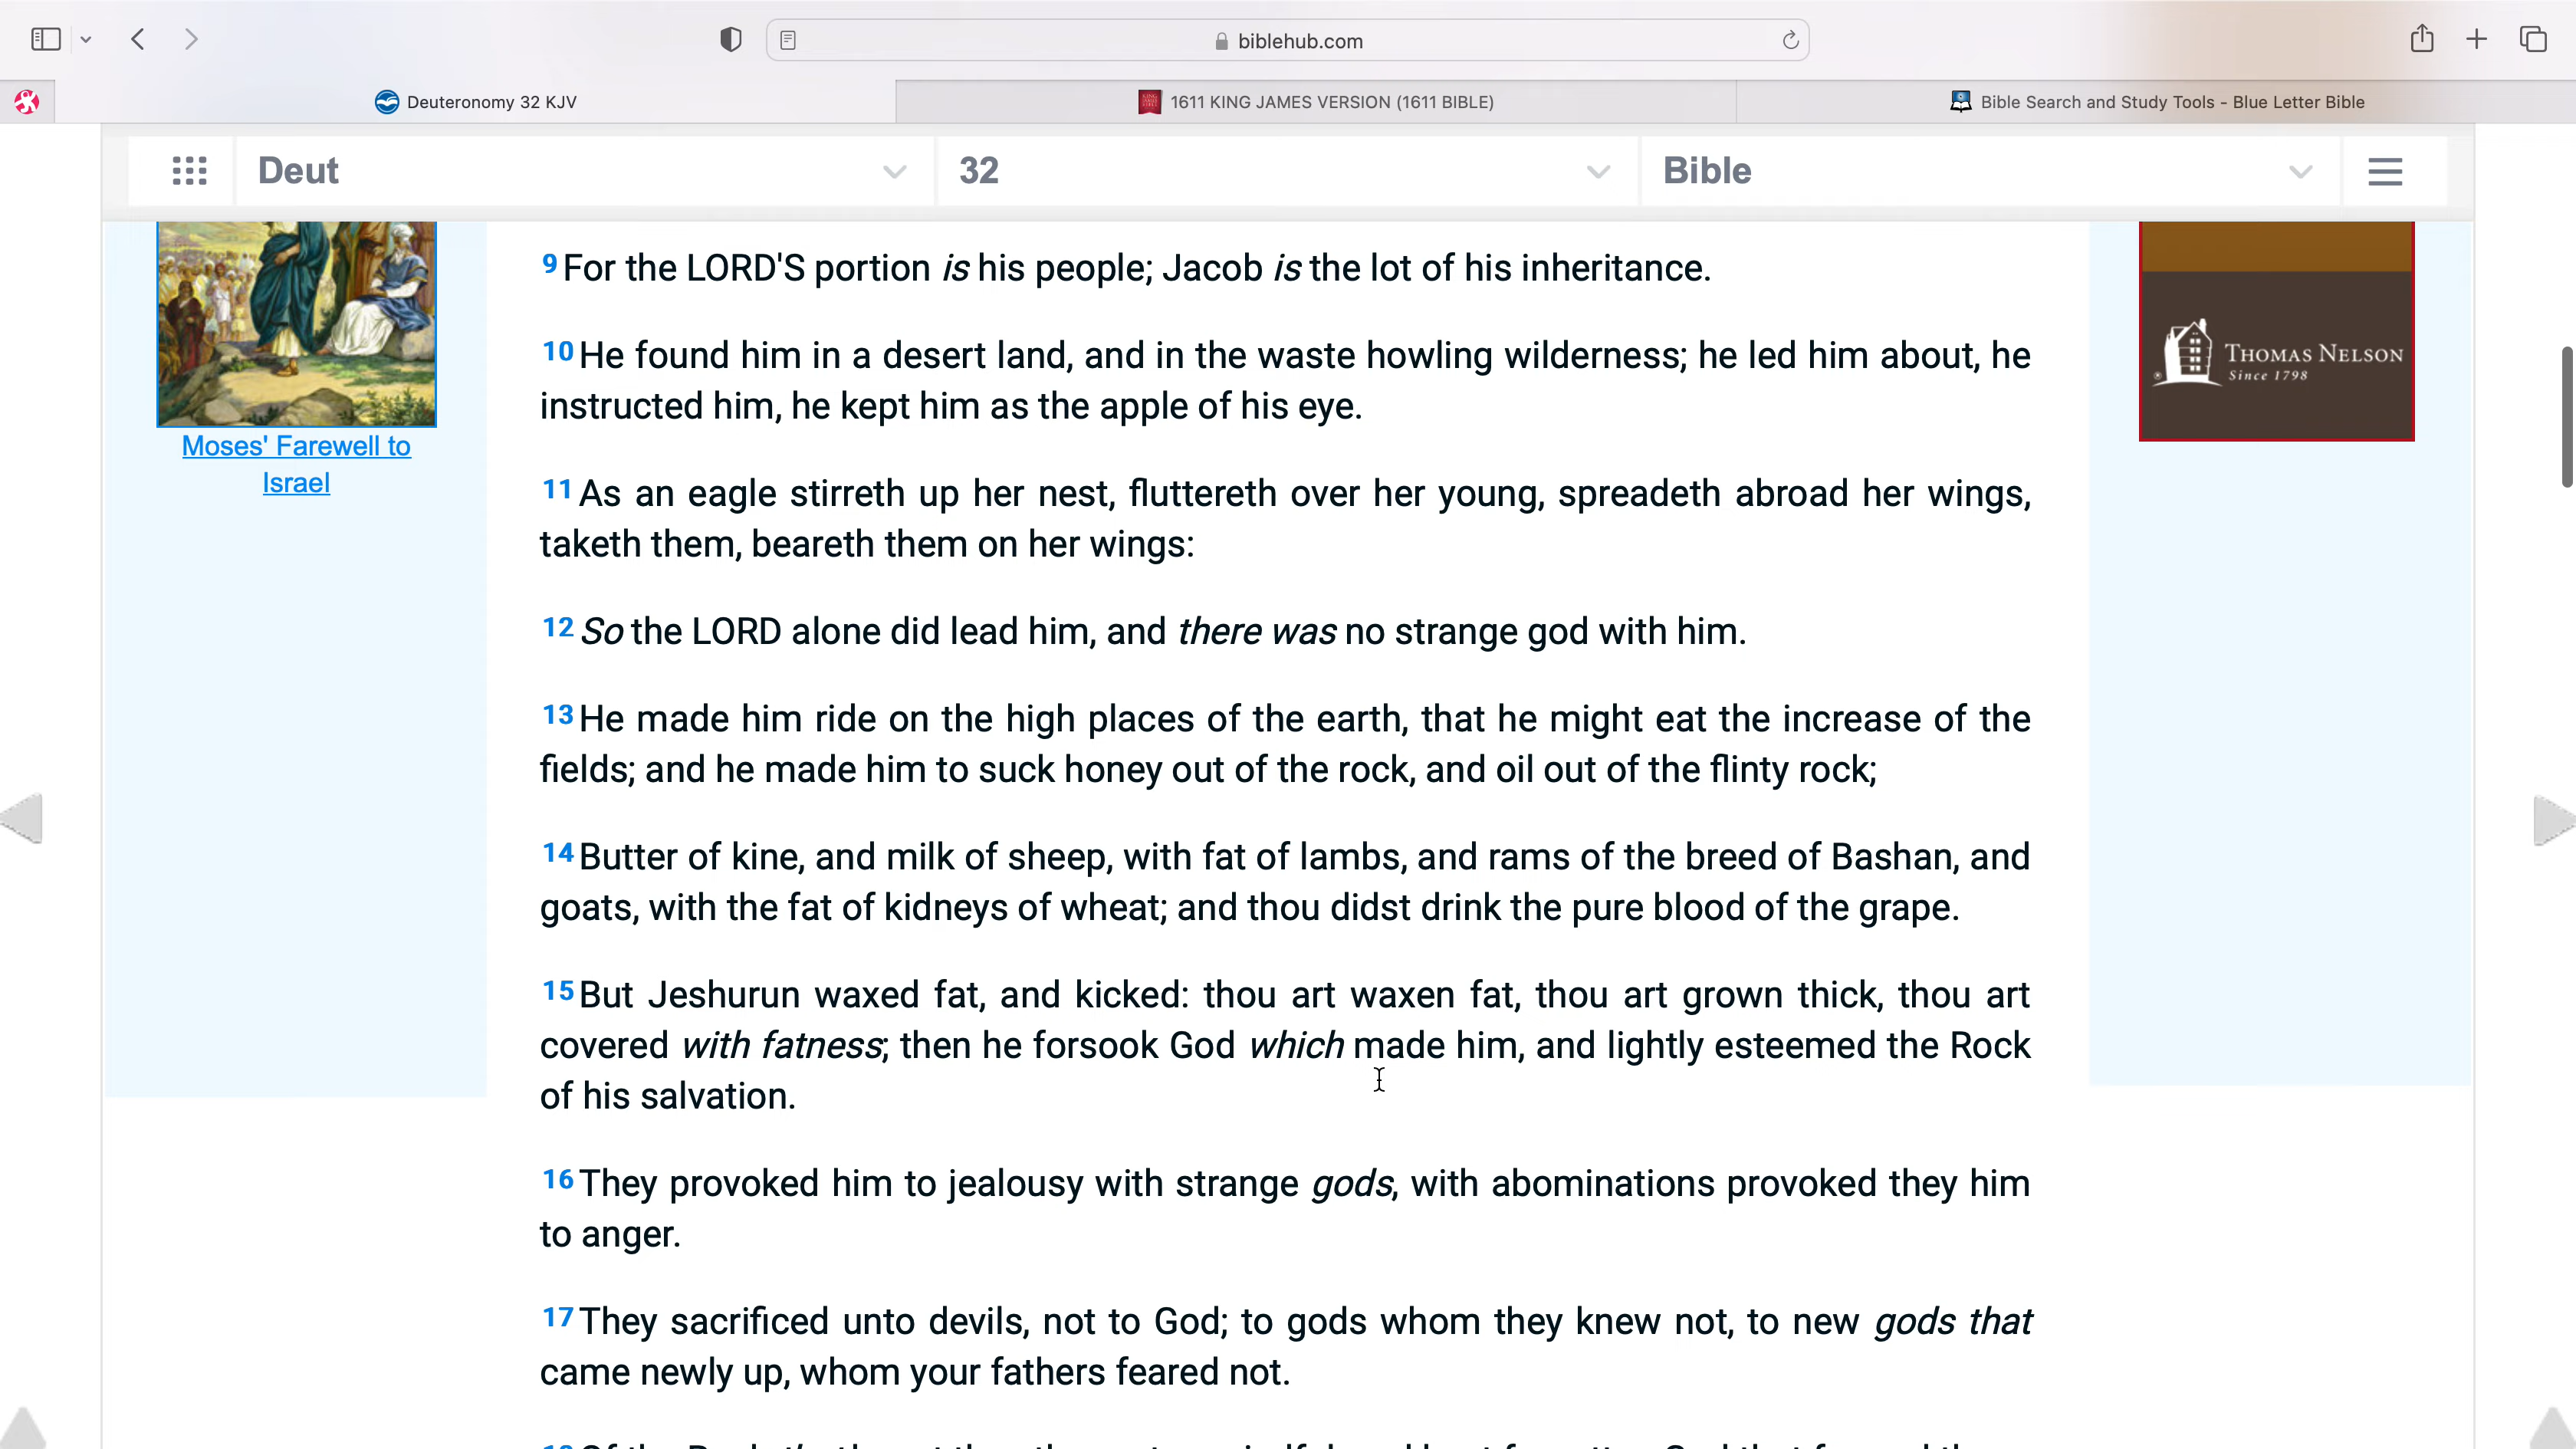 biblehub.com
Deuteronomy 32 KJV
1611 KING JAMES VERSION (1611 BIBLE)
Bible Search and Study Tools - Blue Letter Bible
Deut
32
Bible
Moses' Farewell to
Israel
9 For the LORD'S portion is his people; Jacob is the lot of his inheritance.
10 He found him in a desert land, and in the waste howling wilderness; he led him about, he
instructed him, he kept him as the apple of his eye.
11 As an eagle stirreth up her nest, fluttereth over her young, spreadeth abroad her wings,
taketh them, beareth them on her wings:
12 So the LORD alone did lead him, and there was no strange god with him.
13 He made him ride on the high places of the earth, that he might eat the increase of the
fields; and he made him to suck honey out of the rock, and oil out of the flinty rock;
14 Butter of kine, and milk of sheep, with fat of lambs, and rams of the breed of Bashan, and
goats, with the fat of kidneys of wheat; and thou didst drink the pure blood of the grape.
15 But Jeshurun waxed fat, and kicked: thou art waxen fat, thou art grown thick, thou art
covered with fatness; then he forsook God which made him, and lightly esteemed the Rock
of his salvation.
16 They provoked him to jealousy with strange gods, with abominations provoked they him
to anger.
17 They sacrificed unto devils, not to God; to gods whom they knew not, to new gods that
came newly up, whom your fathers feared not.
THOMAS NELSON
Since 1798